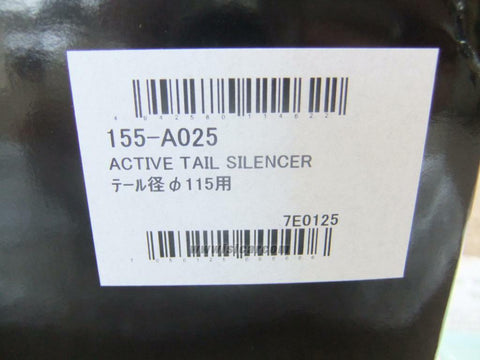 155-A025
ACTIVE TAIL SILENCER
ﾃｰﾙ径φ115用
7E0125